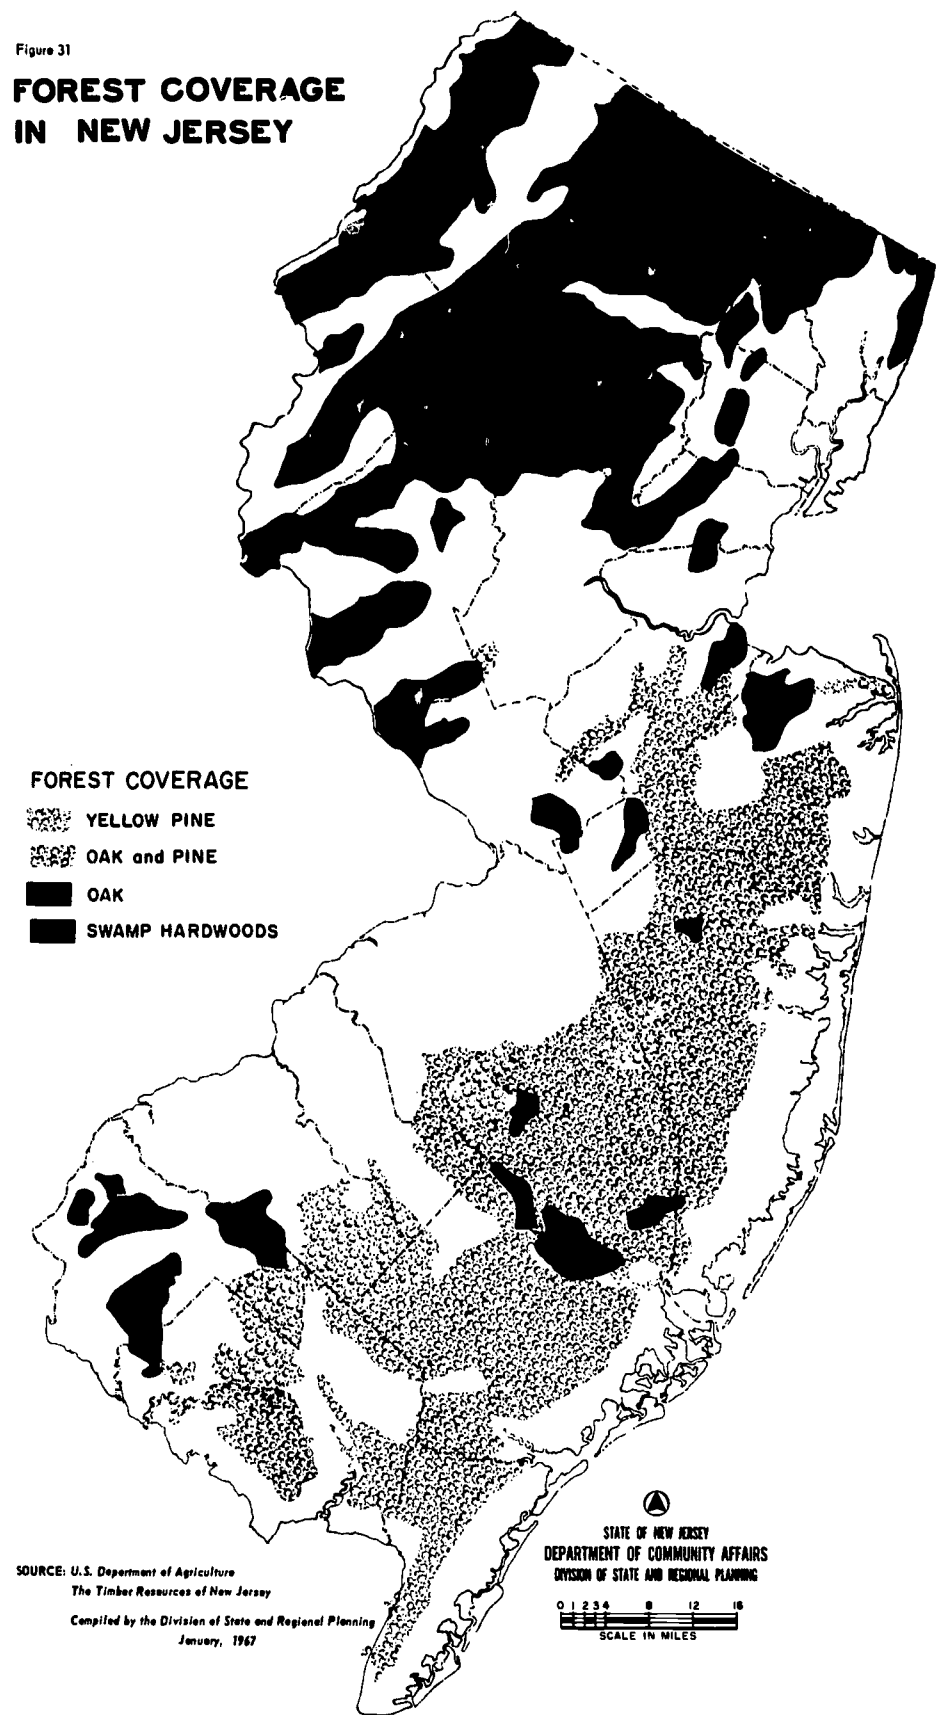 Figure 31
FOREST COVERAGE
IN NEW JERSEY
FOREST COVERAGE
YELLOW PINE
OAK and PINE
OAK
SWAMP HARDWOODS
STATE OF NEW JERSEY
DEPARTMENT OF COMMUNITY AFFAIRS
DIVISION OF STATE AND REGIONAL PLANNING
0 1 2 3 4 8 12 16
SCALE IN MILES
SOURCE: U.S. Department of Agriculture
The Timber Resources of New Jersey
Compiled by the Division of State and Regional Planning
January, 1967